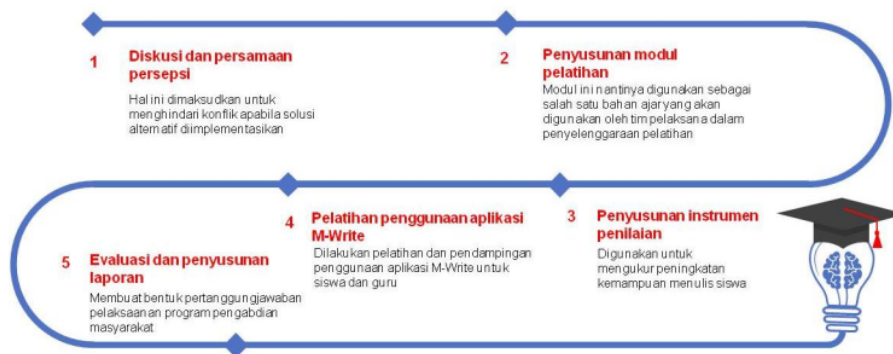 1 Diskusi dan persamaan
persepsi
Hal ini dimaksudkan untuk
menghindari konflik apabila solusi
alternatif diimplementasikan
2 Penyusunan modul
pelatihan
Modul ini nantinya digunakan sebagai
salah satu bahan ajar yang akan
digunakan oleh tim pelaksana dalam
penyelenggaraan pelatihan
3 Penyusunan instrumen
penilaian
Digunakan untuk
mengukur peningkatan
kemampuan menulis siswa
4 Pelatihan penggunaan aplikasi
M-Write
Dilakukan pelatihan dan pendampingan
penggunaan aplikasi M-Write untuk
siswa dan guru
5 Evaluasi dan penyusunan
laporan
Membuat bentuk pertanggungjawaban
pelaksanaan program pengabdian
masyarakat